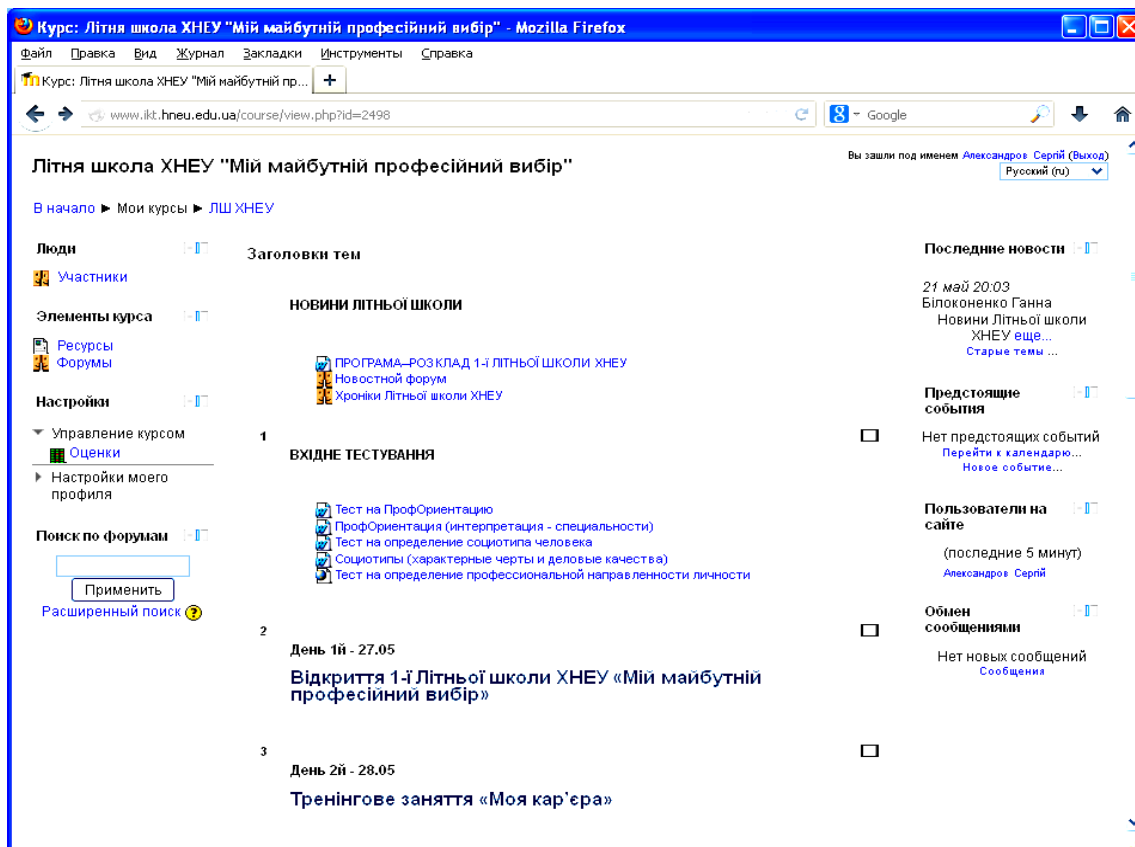 Курс: Літня школа ХНЕУ "Мій майбутній професійний вибір" - Mozilla Firefox
Файл Правка Вид Журнал Закладки Инструменты Справка
Курс: Літня школа ХНЕУ "Мій майбутній пр... +
www.ikt.hneu.edu.ua/course/view.php?id=2498
8 Google
Літня школа ХНЕУ "Мій майбутній професійний вибір"
Вы зашли под именем Александров Сергій (Выход)
Русский (ru)
В начало ► Мои курсы ► ЛШ ХНЕУ
Люди
Участники
Элементы курса
Ресурсы
Форумы
Настройки
Управление курсом
Оценки
Настройки моего
профиля
Поиск по форумам
Применить
Расширенный поиск ?
Заголовки тем
НОВИНИ ЛІТНЬОЇ ШКОЛИ
ПРОГРАМА–РОЗКЛАД 1-ї ЛІТНЬОЇ ШКОЛИ ХНЕУ
Новостной форум
Хроніки Літньої школи ХНЕУ
1
ВХІДНЕ ТЕСТУВАННЯ
Тест на ПрофОриентацию
ПрофОриентация (интерпретация - специальности)
Тест на определение социотипа человека
Социотипы (характерные черты и деловые качества)
Тест на определение профессиональной направленности личности
2
День 1й - 27.05
Відкриття 1-ї Літньої школи ХНЕУ «Мій майбутній
професійний вибір»
3
День 2й - 28.05
Тренінгове заняття «Моя кар'єра»
Последние новости
21 май 20:03
Білоконенко Ганна
Новини Літньої школи
ХНЕУ еще...
Старые темы ...
Предстоящие
события
Нет предстоящих событий
Перейти к календарю...
Новое событие...
Пользователи на
сайте
(последние 5 минут)
Александров Сергій
Обмен
сообщениями
Нет новых сообщений
Сообщения